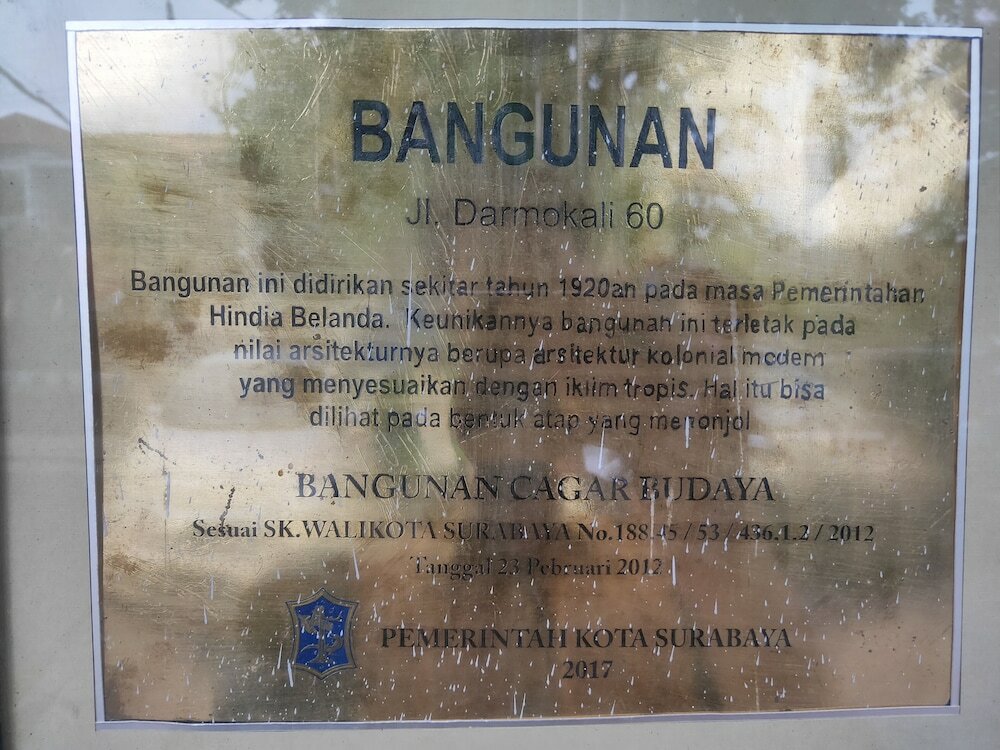 BANGUNAN
Jl. Darmokali 60
Bangunan ini didirikan sekitar tahun 1920an pada masa Pemerintahan
Hindia Belanda. Keunikannya bangunan ini terletak pada
nilai arsitekturnya berupa arsitektur kolonial modern
yang menyesuaikan dengan iklim tropis. Hal itu bisa
dilihat pada bentuk atap yang menonjol
BANGUNAN CAGAR BUDAYA
Sesuai SK.WALIKOTA SURABAYA No.188.45 / 53 / 436.1.2 / 2012
Tanggal 23 Pebruari 2012
PEMERINTAH KOTA SURABAYA
2017